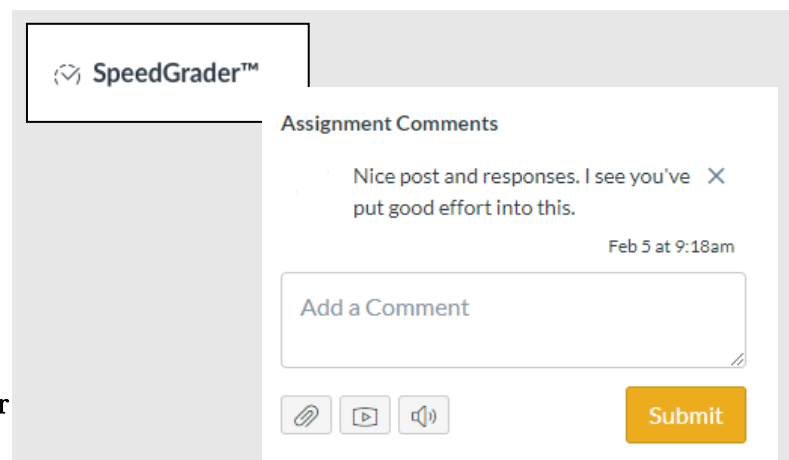 SpeedGrader™
Assignment Comments
Nice post and responses. I see you've
put good effort into this.
Feb 5 at 9:18am
Add a Comment
r
Submit